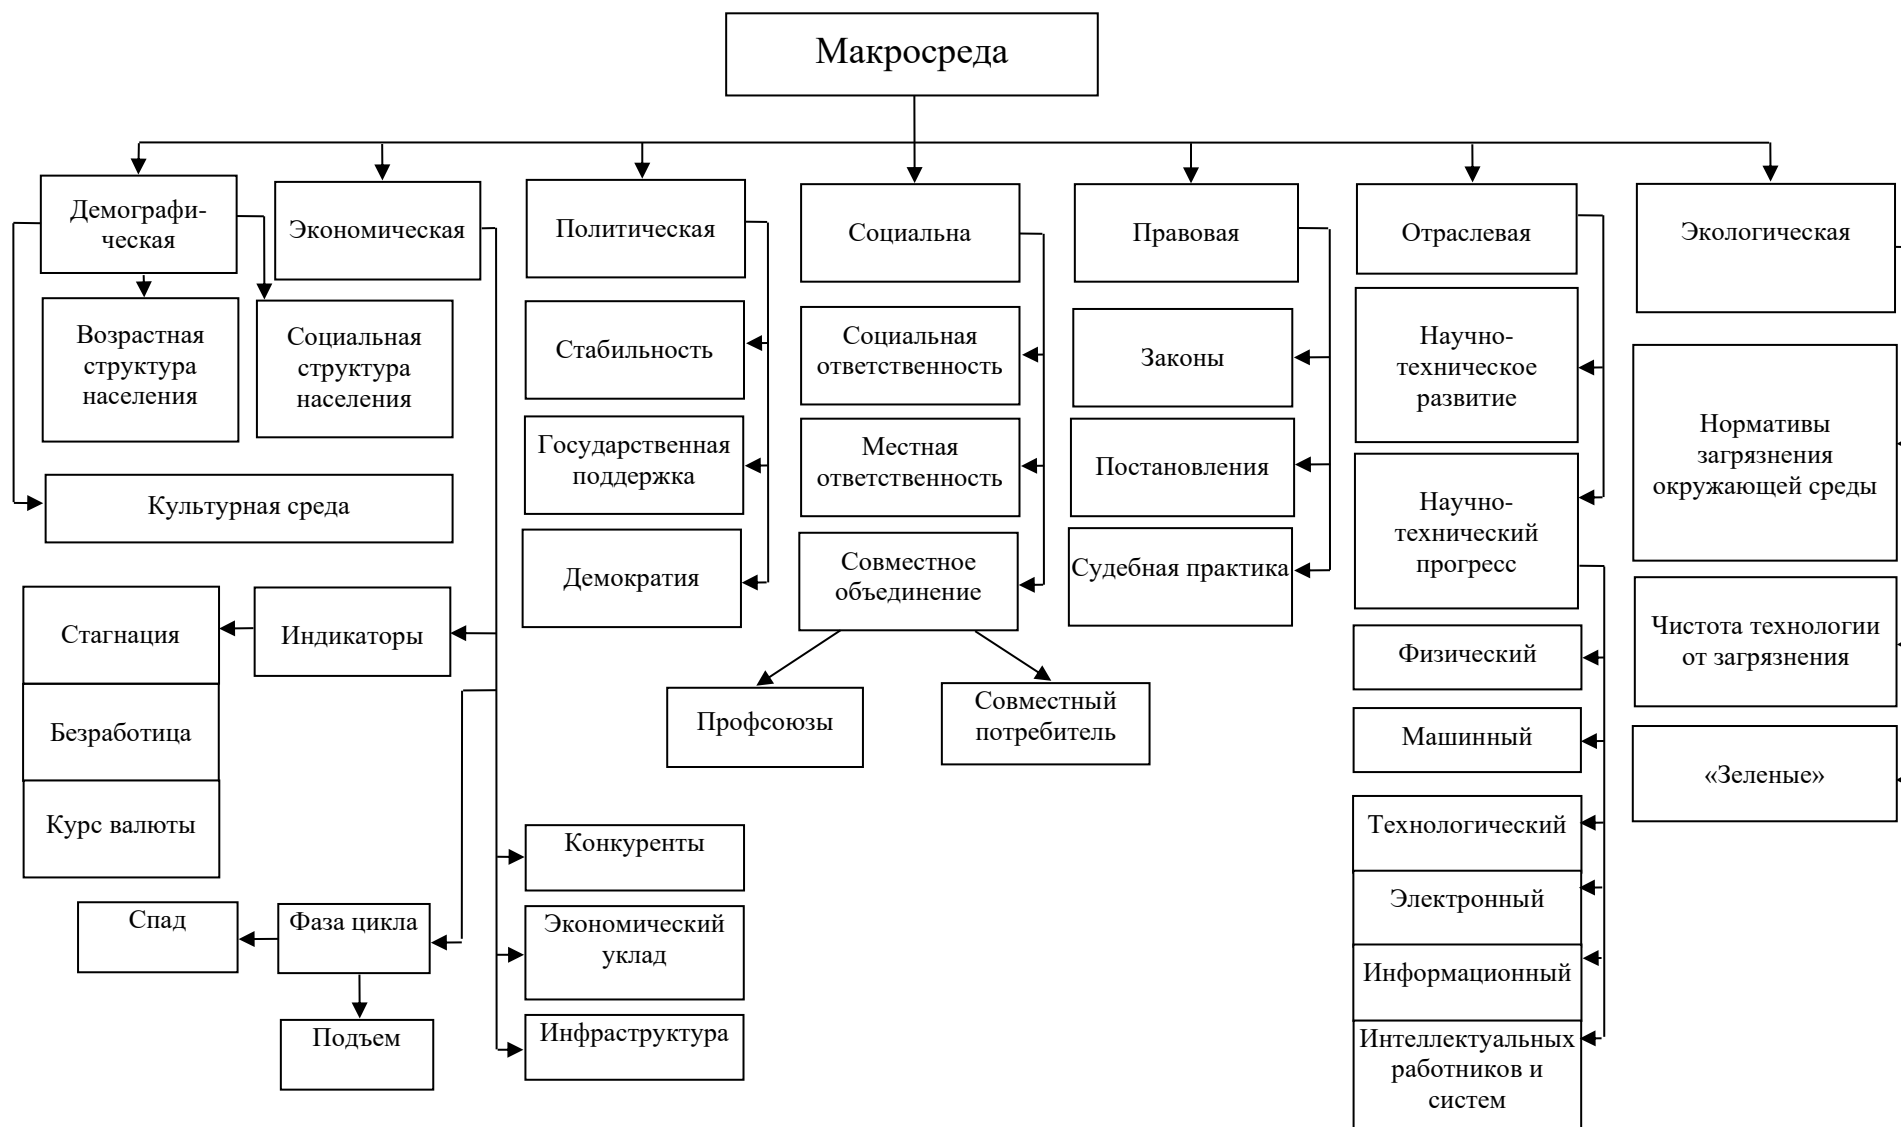 Макросреда
Демографи-
ческая
Экономическая
Политическая
Социальна
Правовая
Отраслевая
Экологическая
Возрастная
структура
населения
Социальная
структура
населения
Культурная среда
Стабильность
Государственная
поддержка
Демократия
Социальная
ответственность
Местная
ответственность
Совместное
объединение
Профсоюзы
Совместный
потребитель
Законы
Постановления
Судебная практика
Научно-
техническое
развитие
Научно-
технический
прогресс
Физический
Машинный
Технологический
Электронный
Информационный
Интеллектуальных
работников и
систем
Нормативы
загрязнения
окружающей среды
Чистота технологии
от загрязнения
«Зеленые»
Стагнация
Индикаторы
Безработица
Курс валюты
Спад
Фаза цикла
Подъем
Конкуренты
Экономический
уклад
Инфраструктура